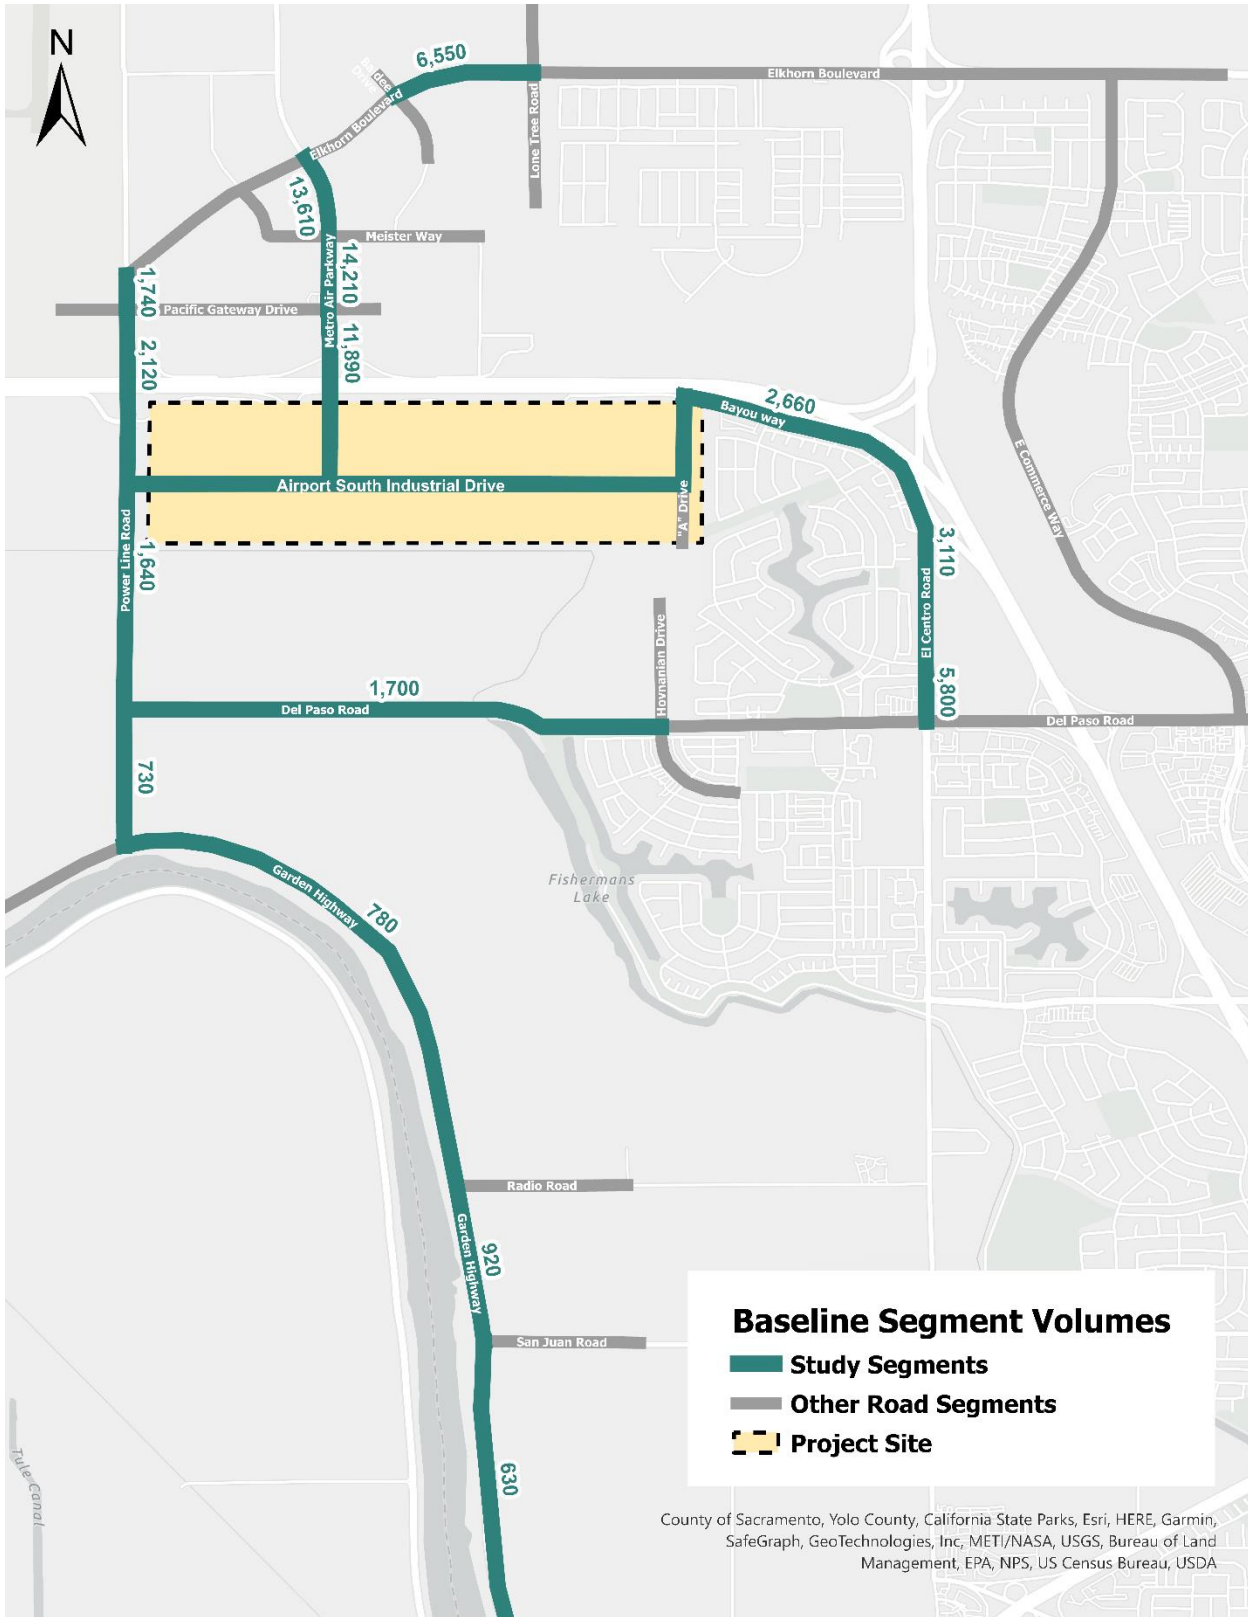 N
6,550
Elkhorn Boulevard
Drive
Elkhorn Boulevard
Lone Tree Road
13,610
Meister Way
Metro Air Parkway
14,210
1,740
Pacific Gateway Drive
11,890
2,120
2,660
Bayou way
E Commerce Way
Airport South Industrial Drive
"A" Drive
Power Line Road
1,640
3,110
El Centro Road
Hovnanian Drive
5,800
1,700
Del Paso Road
Del Paso Road
730
Garden Highway
780
Fishermans
Lake
Radio Road
Garden Highway
920
San Juan Road
630
Tule Canal
Baseline Segment Volumes
Study Segments
Other Road Segments
Project Site
County of Sacramento, Yolo County, California State Parks, Esri, HERE, Garmin,
SafeGraph, GeoTechnologies, Inc, METI/NASA, USGS, Bureau of Land
Management, EPA, NPS, US Census Bureau, USDA